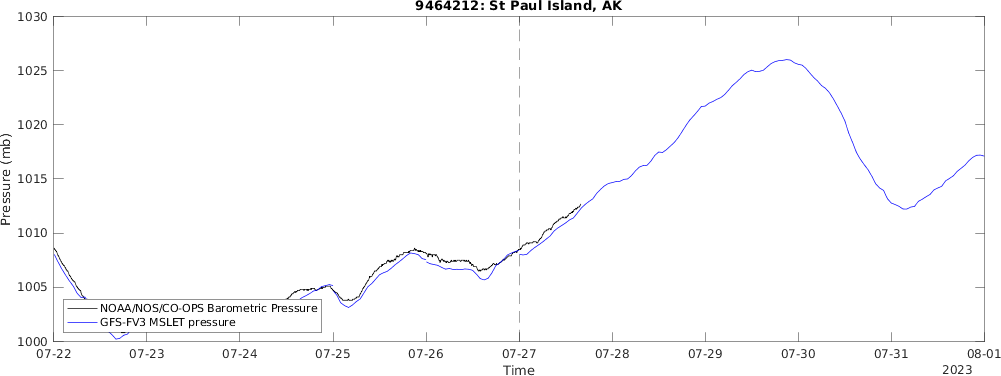 9464212: St Paul Island, AK
1030
1025
1020
1015
1010
1005
1000
Pressure (mb)
NOAA/NOS/CO-OPS Barometric Pressure
GFS-FV3 MSLET pressure
07-22 07-23 07-24 07-25 07-26 07-27 07-28 07-29 07-30 07-31 08-01
Time
2023